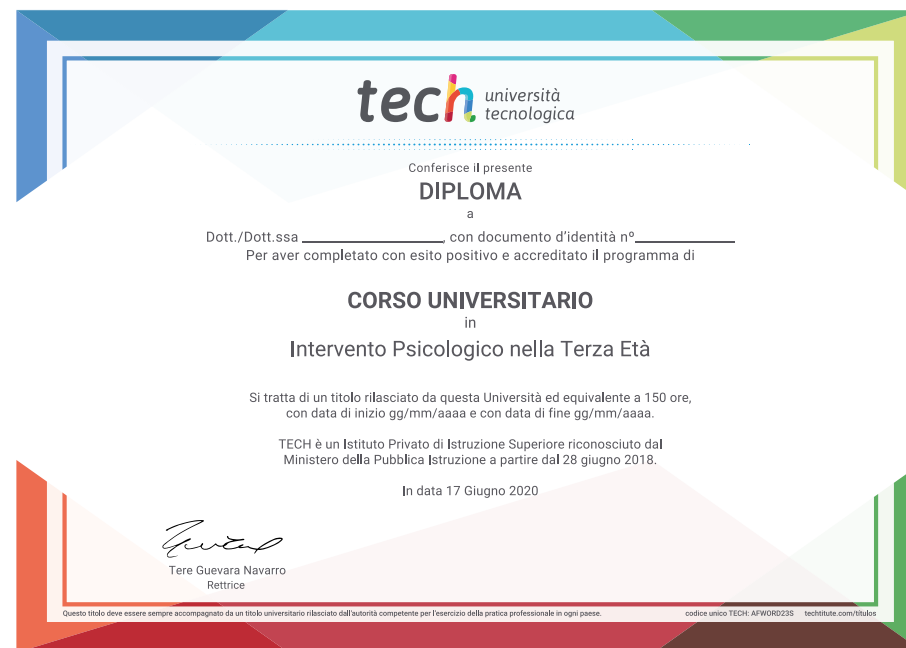 tech università
tecnologica
Conferisce il presente
DIPLOMA
a
Dott./Dott.ssa ____________________, con documento d'identità nº______________
Per aver completato con esito positivo e accreditato il programma di
CORSO UNIVERSITARIO
in
Intervento Psicologico nella Terza Età
Si tratta di un titolo rilasciato da questa Università ed equivalente a 150 ore,
con data di inizio gg/mm/aaaa e con data di fine gg/mm/aaaa.
TECH è un Istituto Privato di Istruzione Superiore riconosciuto dal
Ministero della Pubblica Istruzione a partire dal 28 giugno 2018.
In data 17 Giugno 2020
Tere Guevara Navarro
Rettrice
Questo titolo deve essere sempre accompagnato da un titolo universitario rilasciato dall'autorità competente per l'esercizio della pratica professionale in ogni paese. codice unico TECH: AFWORD23S techtitute.com/títulos